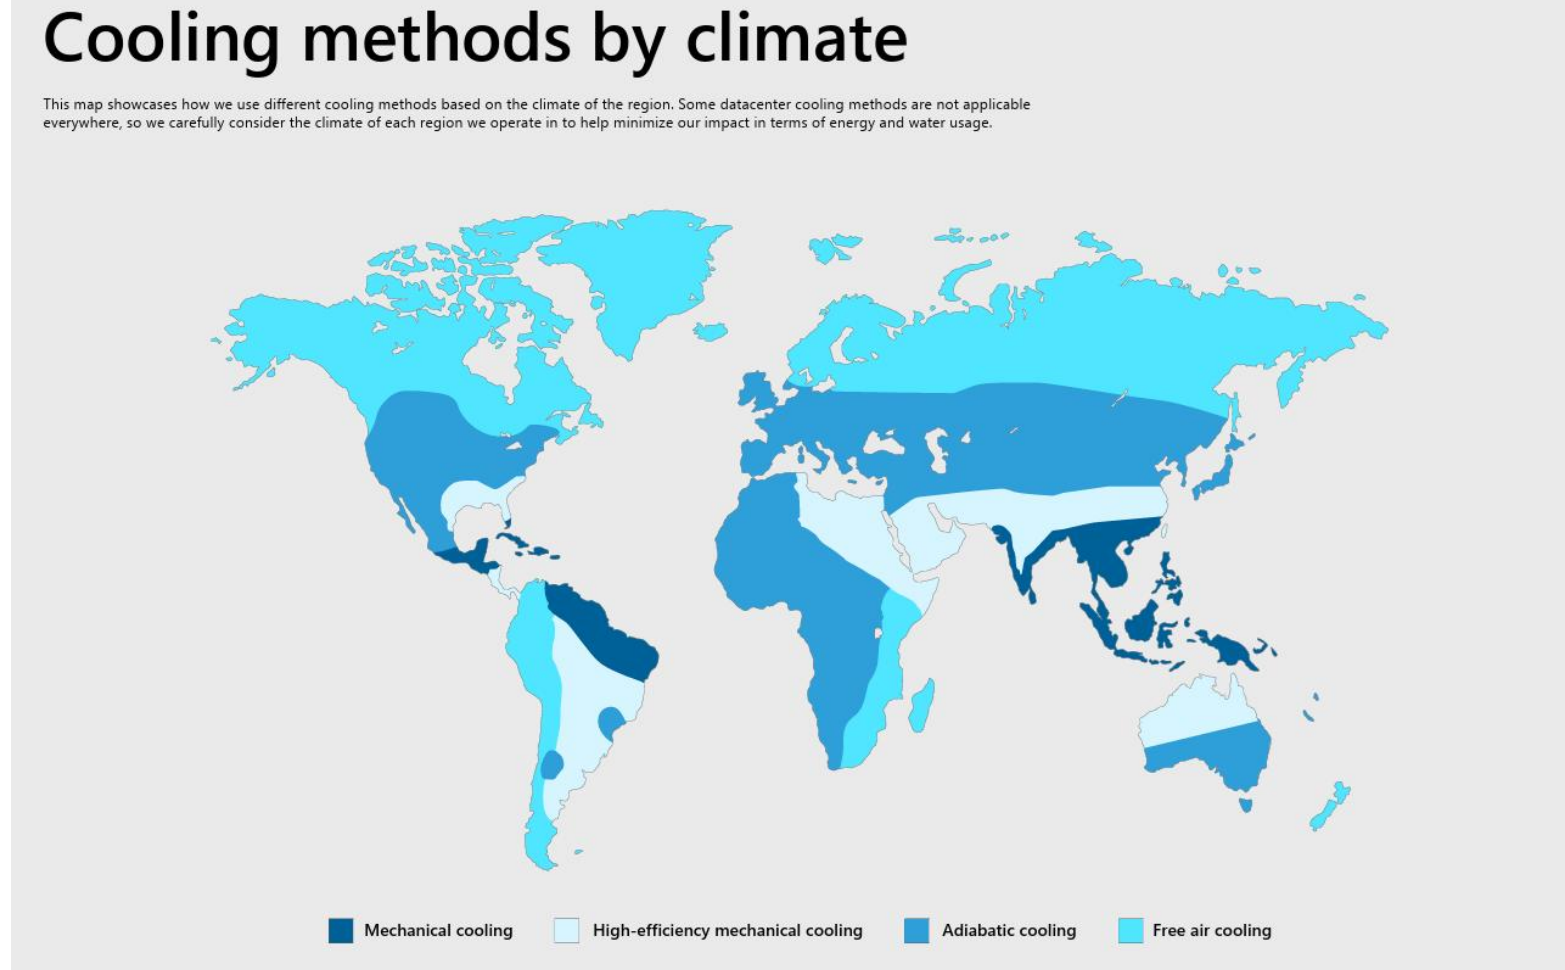 Cooling methods by climate
This map showcases how we use different cooling methods based on the climate of the region. Some datacenter cooling methods are not applicable
everywhere, so we carefully consider the climate of each region we operate in to help minimize our impact in terms of energy and water usage.
Mechanical cooling
High-efficiency mechanical cooling
Adiabatic cooling
Free air cooling